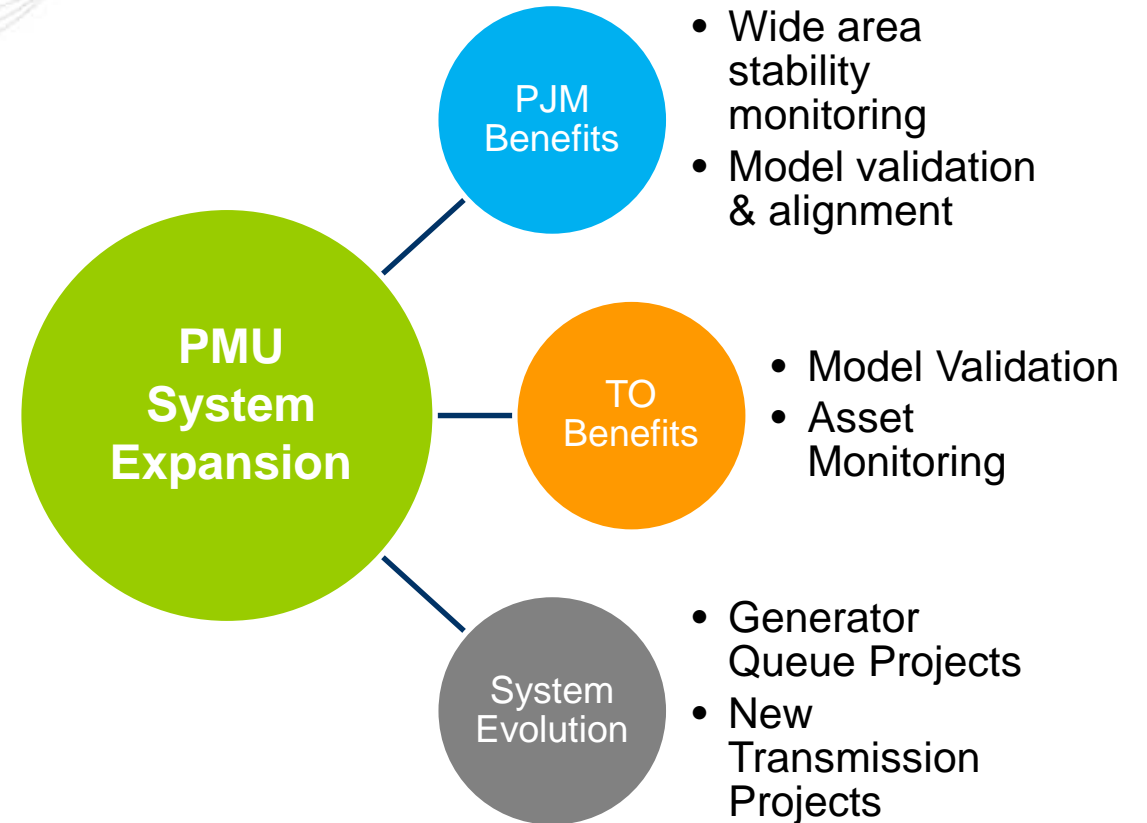 PJM
Benefits
• Wide area
stability
monitoring
• Model validation
& alignment
PMU
System
Expansion
TO
Benefits
• Model Validation
• Asset
Monitoring
System
Evolution
• Generator
Queue Projects
• New
Transmission
Projects